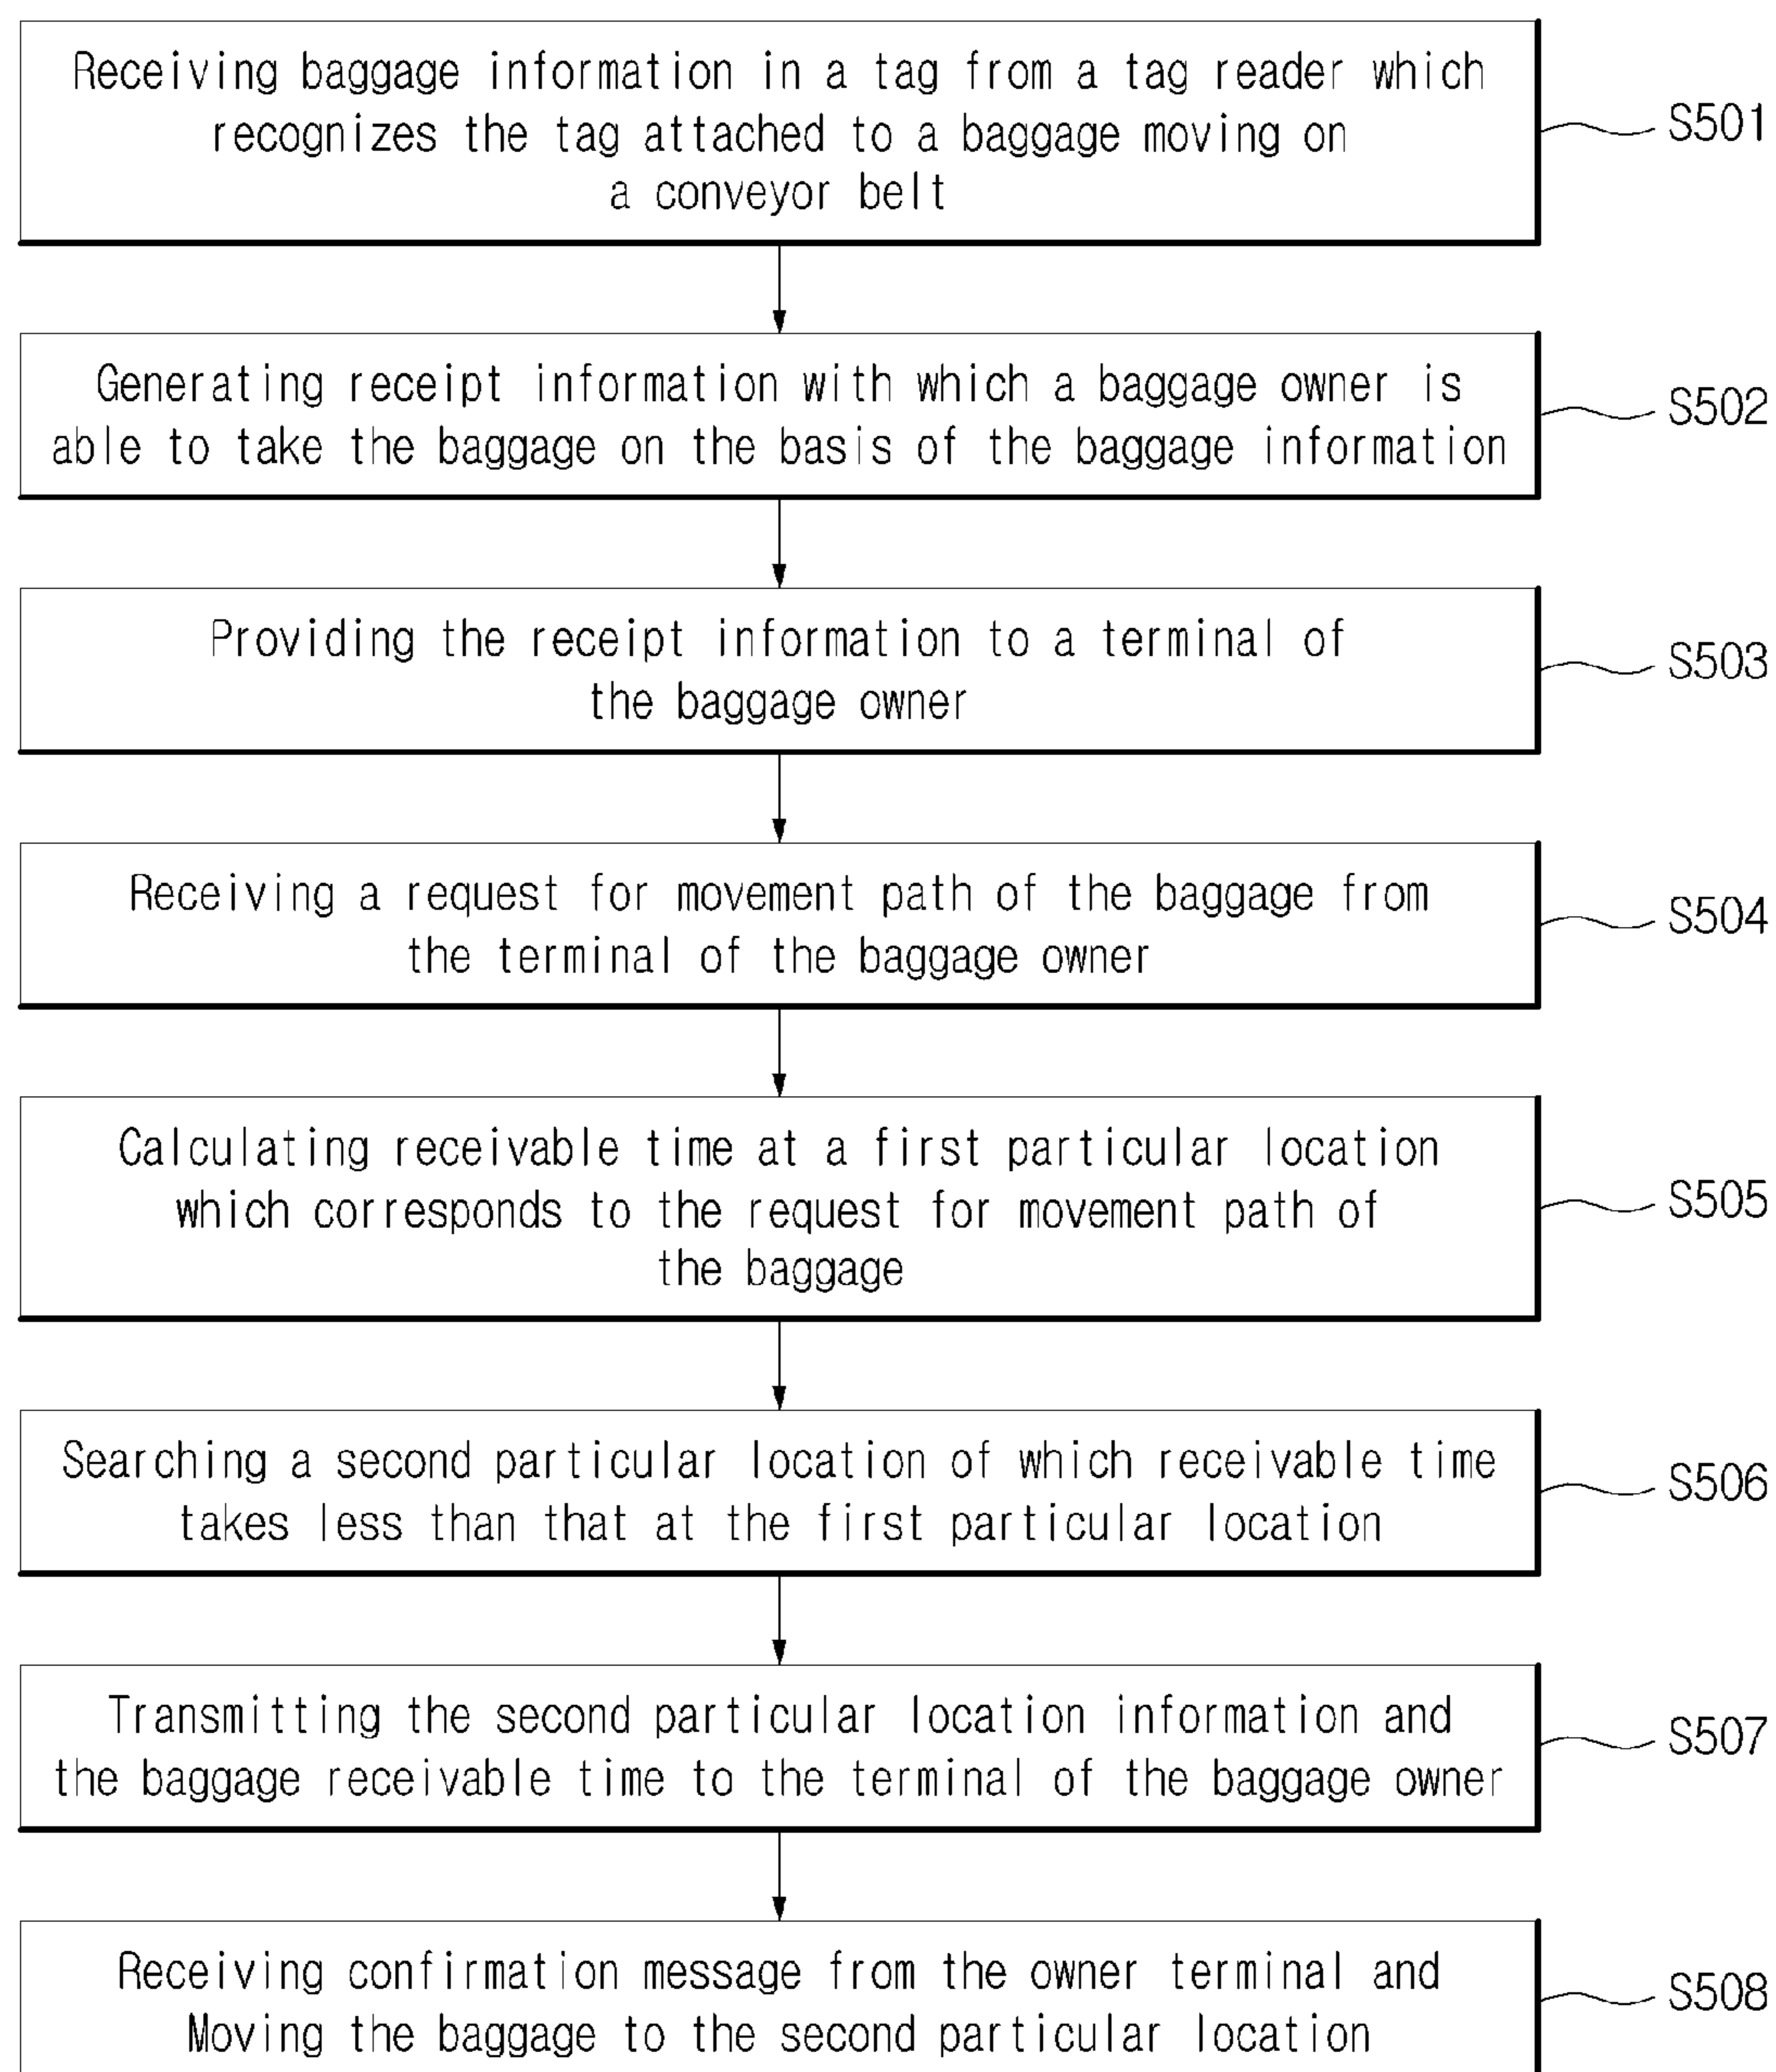 Receiving baggage information in a tag from a tag reader which
recognizes the tag attached to a baggage moving on
a conveyor belt
S501
Generating receipt information with which a baggage owner is
able to take the baggage on the basis of the baggage information
S502
Providing the receipt information to a terminal of
the baggage owner
S503
Receiving a request for movement path of the baggage from
the terminal of the baggage owner
S504
Calculating receivable time at a first particular location
which corresponds to the request for movement path of
the baggage
S505
Searching a second particular location of which receivable time
takes less than that at the first particular location
S506
Transmitting the second particular location information and
the baggage receivable time to the terminal of the baggage owner
S507
Receiving confirmation message from the owner terminal and
Moving the baggage to the second particular location
S508